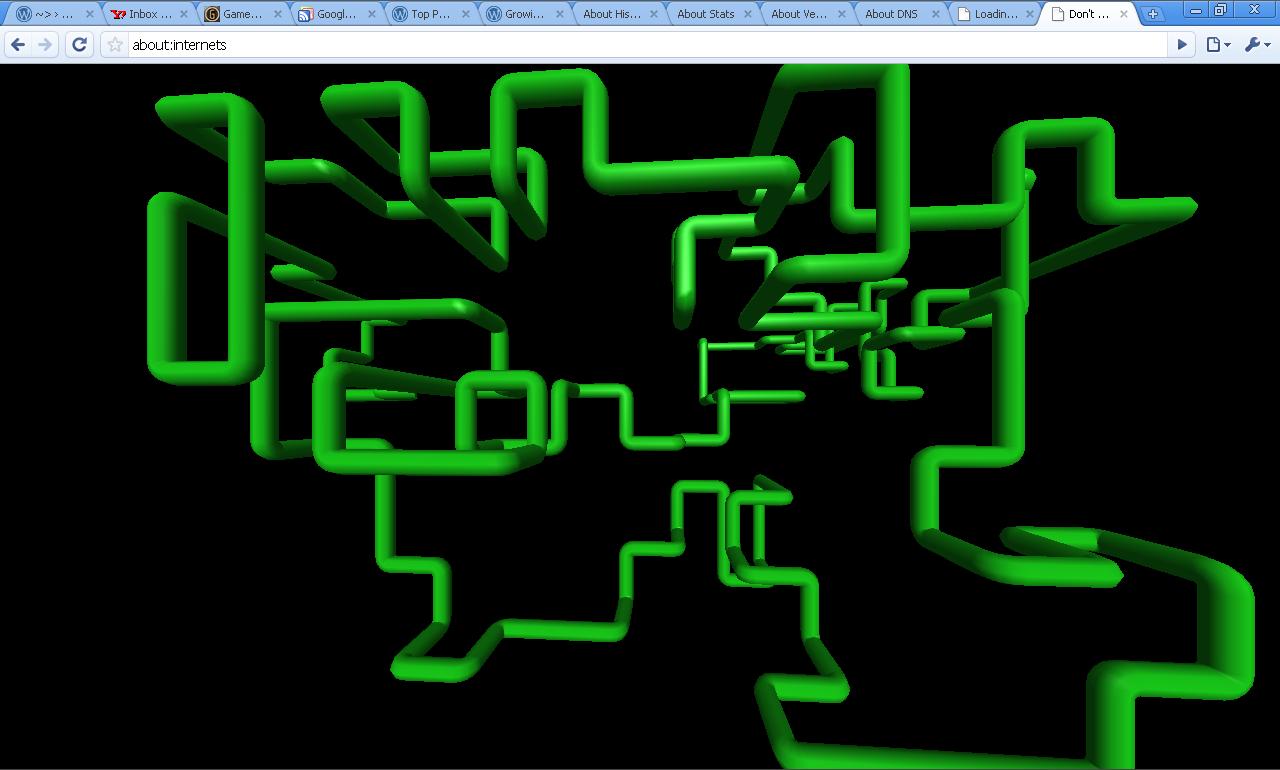 ~>> ...
Inbox ...
Game...
Googl...
Top P...
Growi...
About His...
About Stats
About Ve...
About DNS
Loadin...
Don't ...
about:internets